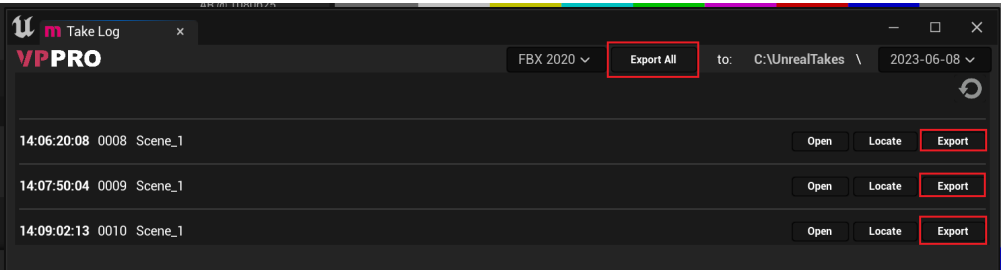 m Take Log ×
VPPRO FBX 2020 Export All to: C:\UnrealTakes \ 2023-06-08
14:06:20:08 0008 Scene_1 Open Locate Export
14:07:50:04 0009 Scene_1 Open Locate Export
14:09:02:13 0010 Scene_1 Open Locate Export